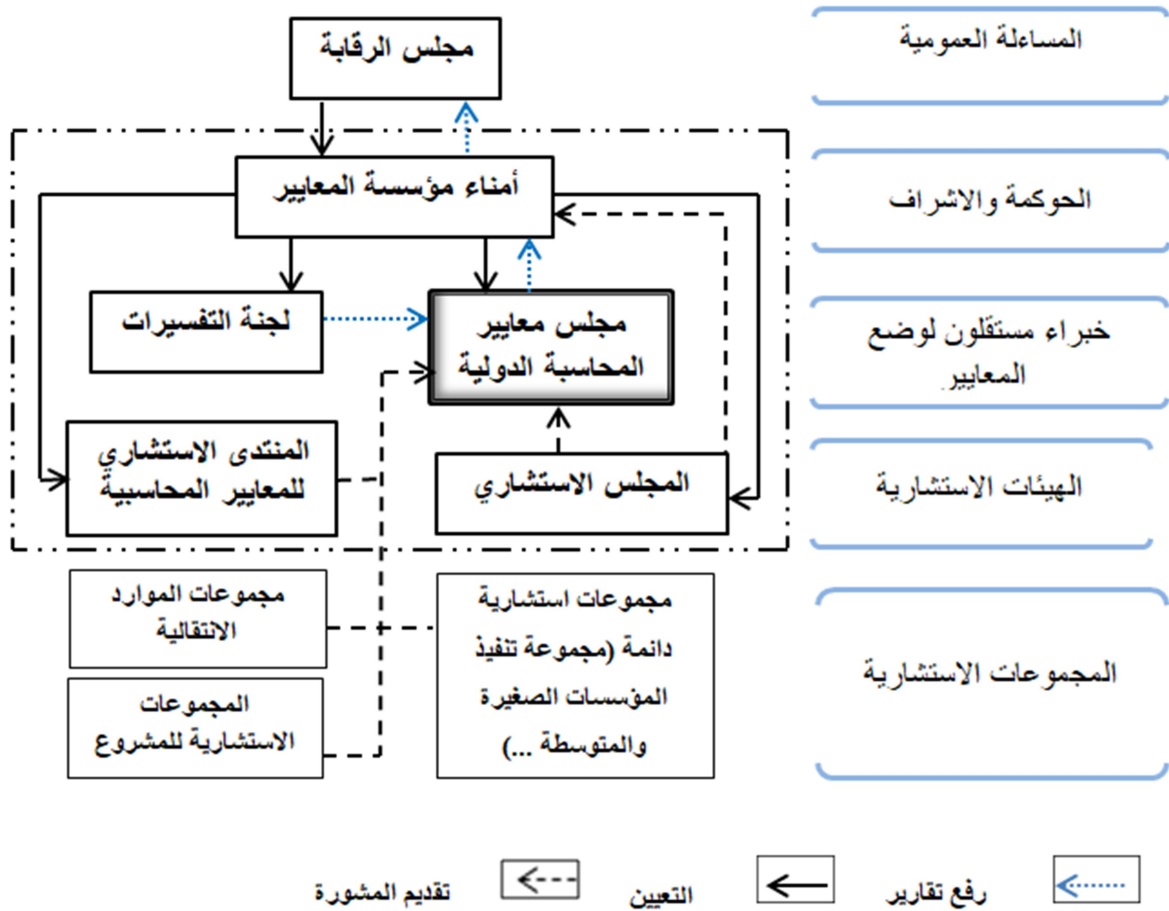 المساءلة العمومية
مجلس الرقابة
أمناء مؤسسة المعايير
الحوكمة والاشراف
لجنة التفسيرات
مجلس معايير
المحاسبة الدولية
خبراء مستقلون لوضع
المعايير
المنتدى الاستشاري
للمعايير المحاسبية
المجلس الاستشاري
الهيئات الاستشارية
مجموعات الموارد
الانتقالية
مجموعات استشارية
دائمة (مجموعة تنفيذ
المؤسسات الصغيرة
والمتوسطة ...)
المجموعات
الاستشارية للمشروع
المجموعات الاستشارية
رفع تقارير
التعيين
تقديم المشورة